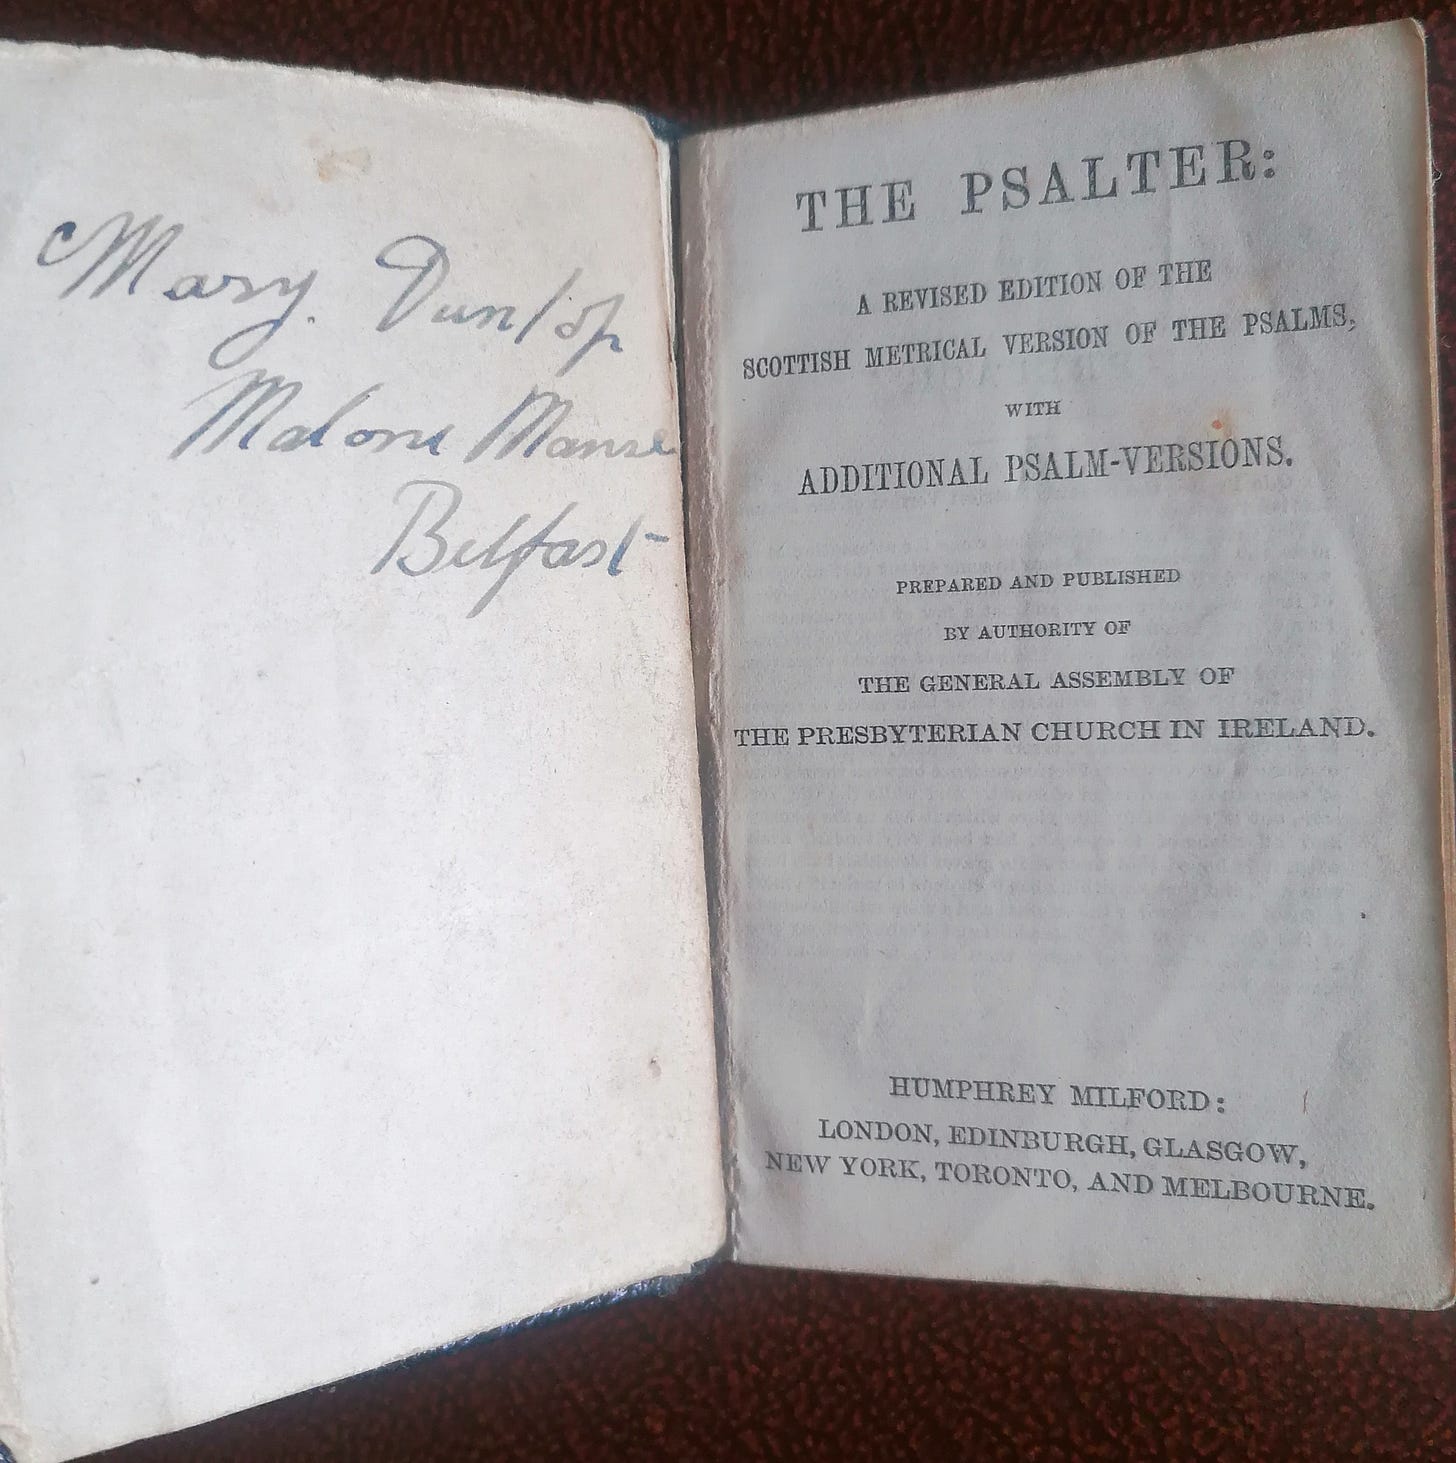 Mary. Dunlop
Malone Manse
Belfast
THE PSALTER:
A REVISED EDITION OF THE
SCOTTISH METRICAL VERSION OF THE PSALMS,
WITH
ADDITIONAL PSALM-VERSIONS.
PREPARED AND PUBLISHED
BY AUTHORITY OF
THE GENERAL ASSEMBLY OF
THE PRESBYTERIAN CHURCH IN IRELAND.
HUMPHREY MILFORD:
LONDON, EDINBURGH, GLASGOW,
NEW YORK, TORONTO, AND MELBOURNE.